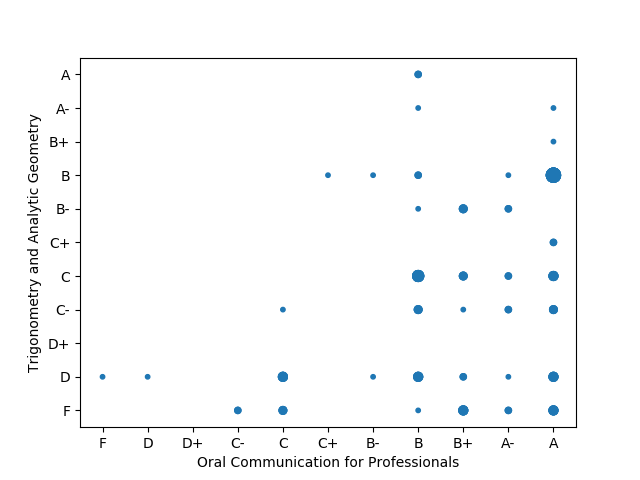 A
A-
B+
B
B-
C+
C
C-
D+
D
F
Trigonometry and Analytic Geometry
F D D+ C- C C+ B- B B+ A- A
Oral Communication for Professionals